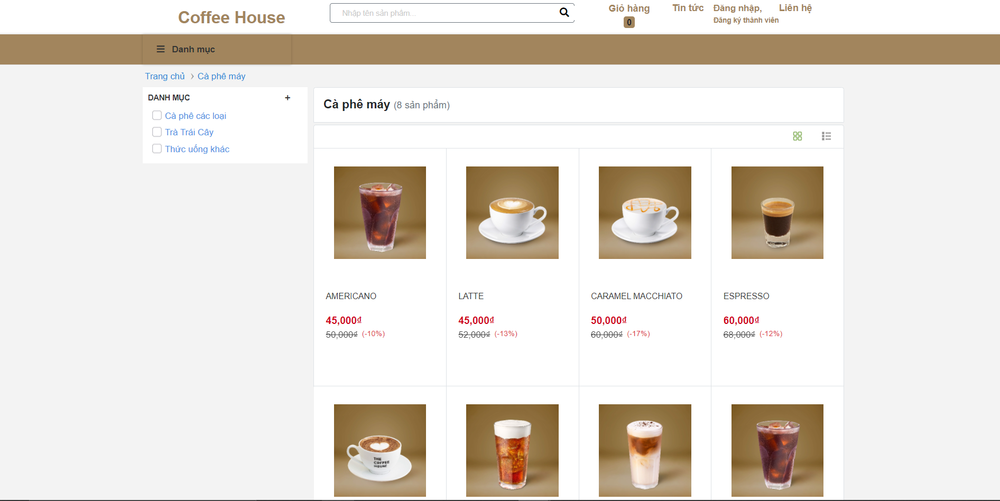 Coffee House
Nhập tên sản phẩm...
Giỏ hàng
0
Tin tức
Đăng nhập,
Đăng ký thành viên
Liên hệ
Danh mục
Trang chủ › Cà phê máy
DANH MỤC +
Cà phê các loại
Trà Trái Cây
Thức uống khác
Cà phê máy (8 sản phẩm)
AMERICANO
45,000₫
50,000₫ (-10%)
LATTE
45,000₫
52,000₫ (-13%)
CARAMEL MACCHIATO
50,000₫
60,000₫ (-17%)
ESPRESSO
60,000₫
68,000₫ (-12%)
THE
COFFEE
HOUSE